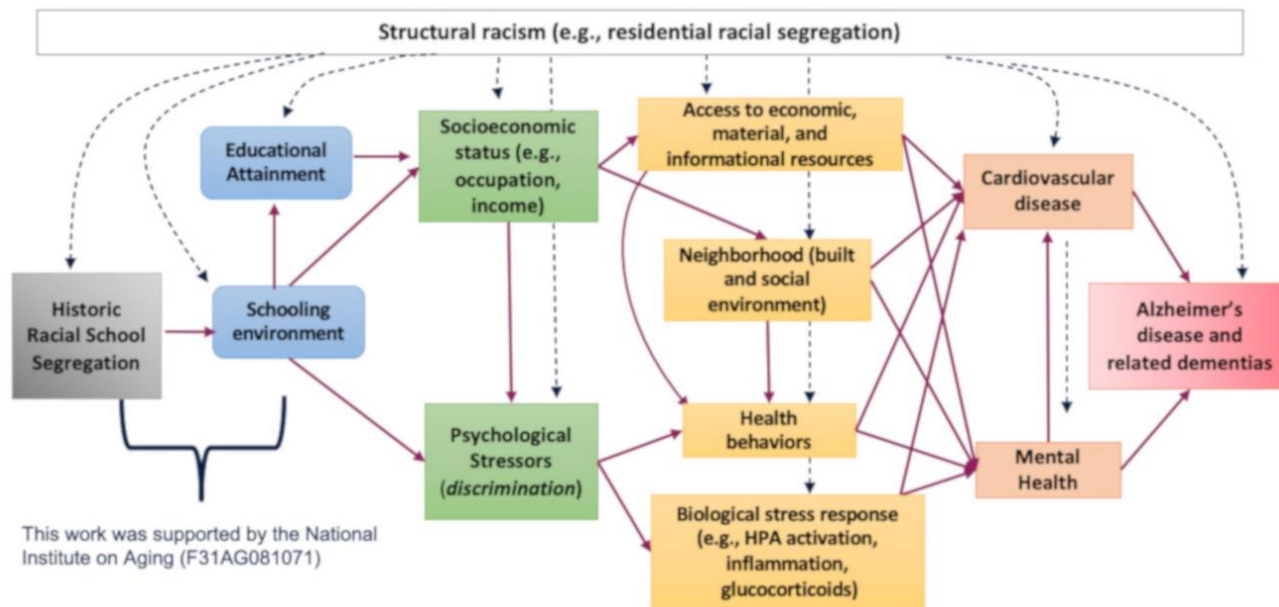 Structural racism (e.g., residential racial segregation)
Educational
Attainment
Socioeconomic
status (e.g.,
occupation,
income)
Access to economic,
material, and
informational resources
Cardiovascular
disease
Neighborhood (built
and social
environment)
Historic
Racial School
Segregation
Schooling
environment
Alzheimer's
disease and
related dementias
Psychological
Stressors
(discrimination)
Health
behaviors
Mental
Health
Biological stress response
(e.g., HPA activation,
inflammation,
glucocorticoids)
This work was supported by the National
Institute on Aging (F31AG081071)